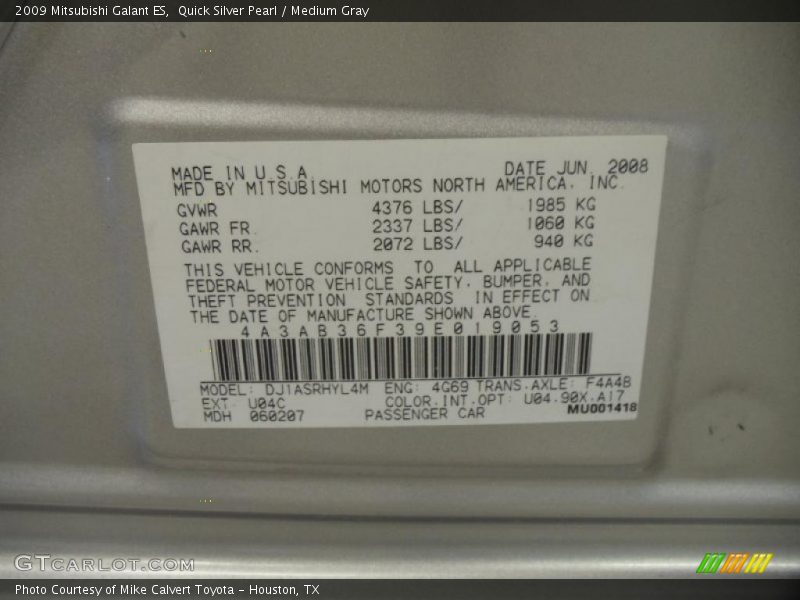 2009 Mitsubishi Galant ES,  Quick Silver Pearl / Medium Gray
MADE IN U.S.A. DATE JUN. 2008
MFD BY MITSUBISHI MOTORS NORTH AMERICA. INC.
GVWR 4376 LBS/ 1985 KG
GAWR FR. 2337 LBS/ 1060 KG
GAWR RR. 2072 LBS/ 940 KG
THIS VEHICLE CONFORMS TO ALL APPLICABLE
FEDERAL MOTOR VEHICLE SAFETY. BUMPER. AND
THEFT PREVENTION STANDARDS IN EFFECT ON
THE DATE OF MANUFACTURE SHOWN ABOVE.
4A3AB36F39E019053
MODEL: DJ1ASRHYL4M ENG: 4G69 TRANS.AXLE: F4A4B
EXT: U04C COLOR.INT.OPT: U04.90X.A17
MDH 060207 PASSENGER CAR MU001418
GTCARLOT.COM
Photo Courtesy of Mike Calvert Toyota – Houston, TX